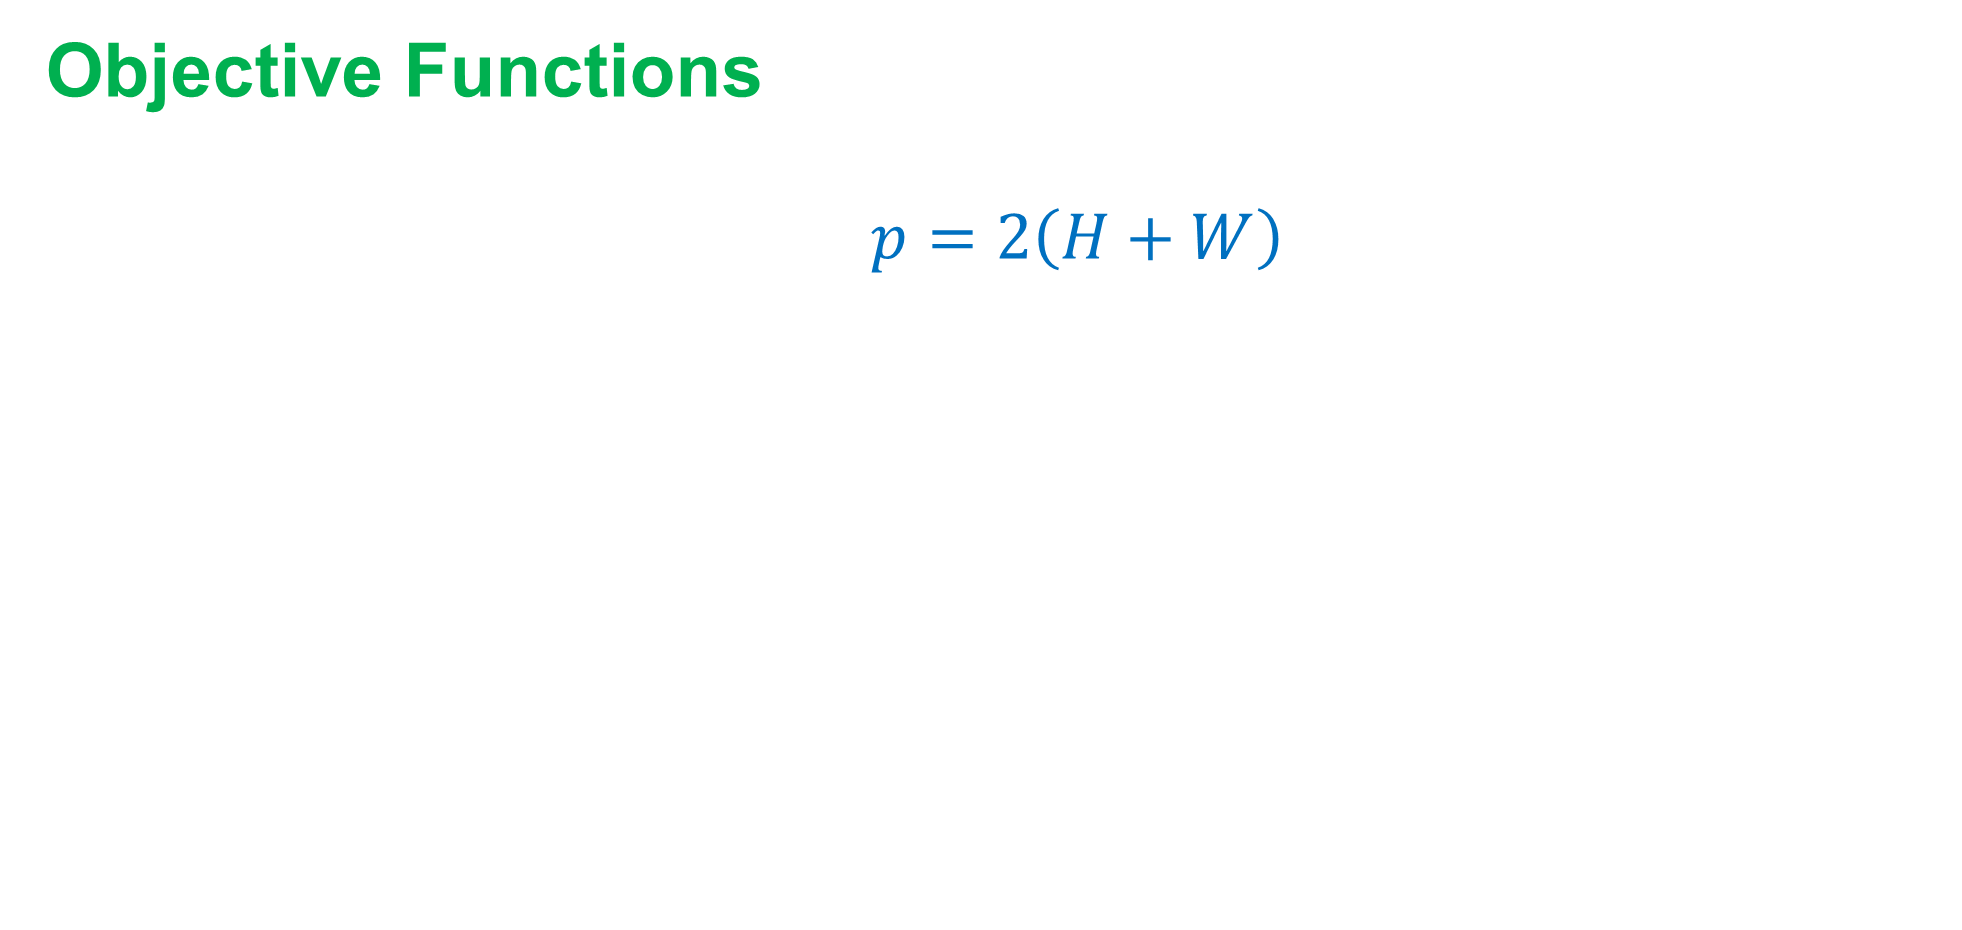 Objective Functions
p = 2(H + W)